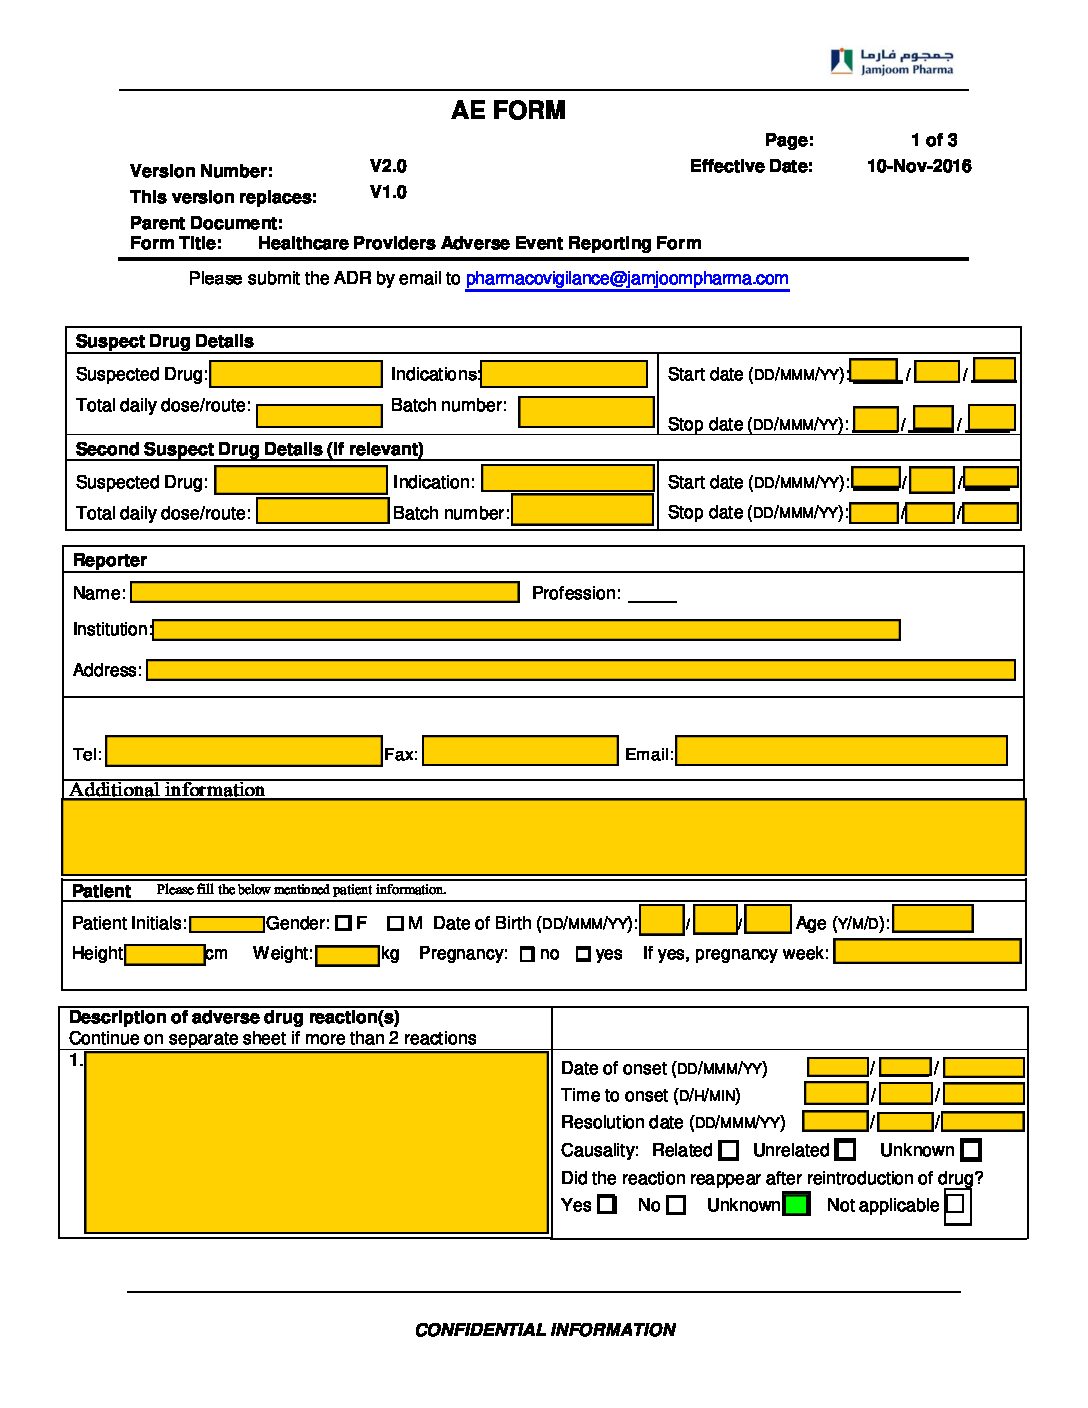 جمجوم فارما
Jamjoom Pharma
AE FORM
Page: 1 of 3
Version Number: V2.0 Effective Date: 10-Nov-2016
This version replaces: V1.0
Parent Document:
Form Title: Healthcare Providers Adverse Event Reporting Form
Please submit the ADR by email to pharmacovigilance@jamjoompharma.com
Suspect Drug Details
Suspected Drug: Indications: Start date (DD/MMM/YY): / /
Total daily dose/route: Batch number: Stop date (DD/MMM/YY): / /
Second Suspect Drug Details (if relevant)
Suspected Drug: Indication: Start date (DD/MMM/YY): / /
Total daily dose/route: Batch number: Stop date (DD/MMM/YY): / /
Reporter
Name: Profession: _____
Institution:
Address:
Tel: Fax: Email:
Additional information
Patient Please fill the below mentioned patient information.
Patient Initials: Gender: F M Date of Birth (DD/MMM/YY): / / Age (Y/M/D):
Height cm Weight: kg Pregnancy: no yes If yes, pregnancy week:
Description of adverse drug reaction(s)
Continue on separate sheet if more than 2 reactions
1.
Date of onset (DD/MMM/YY) / /
Time to onset (D/H/MIN) / /
Resolution date (DD/MMM/YY) / /
Causality: Related Unrelated Unknown
Did the reaction reappear after reintroduction of drug?
Yes No Unknown Not applicable
CONFIDENTIAL INFORMATION